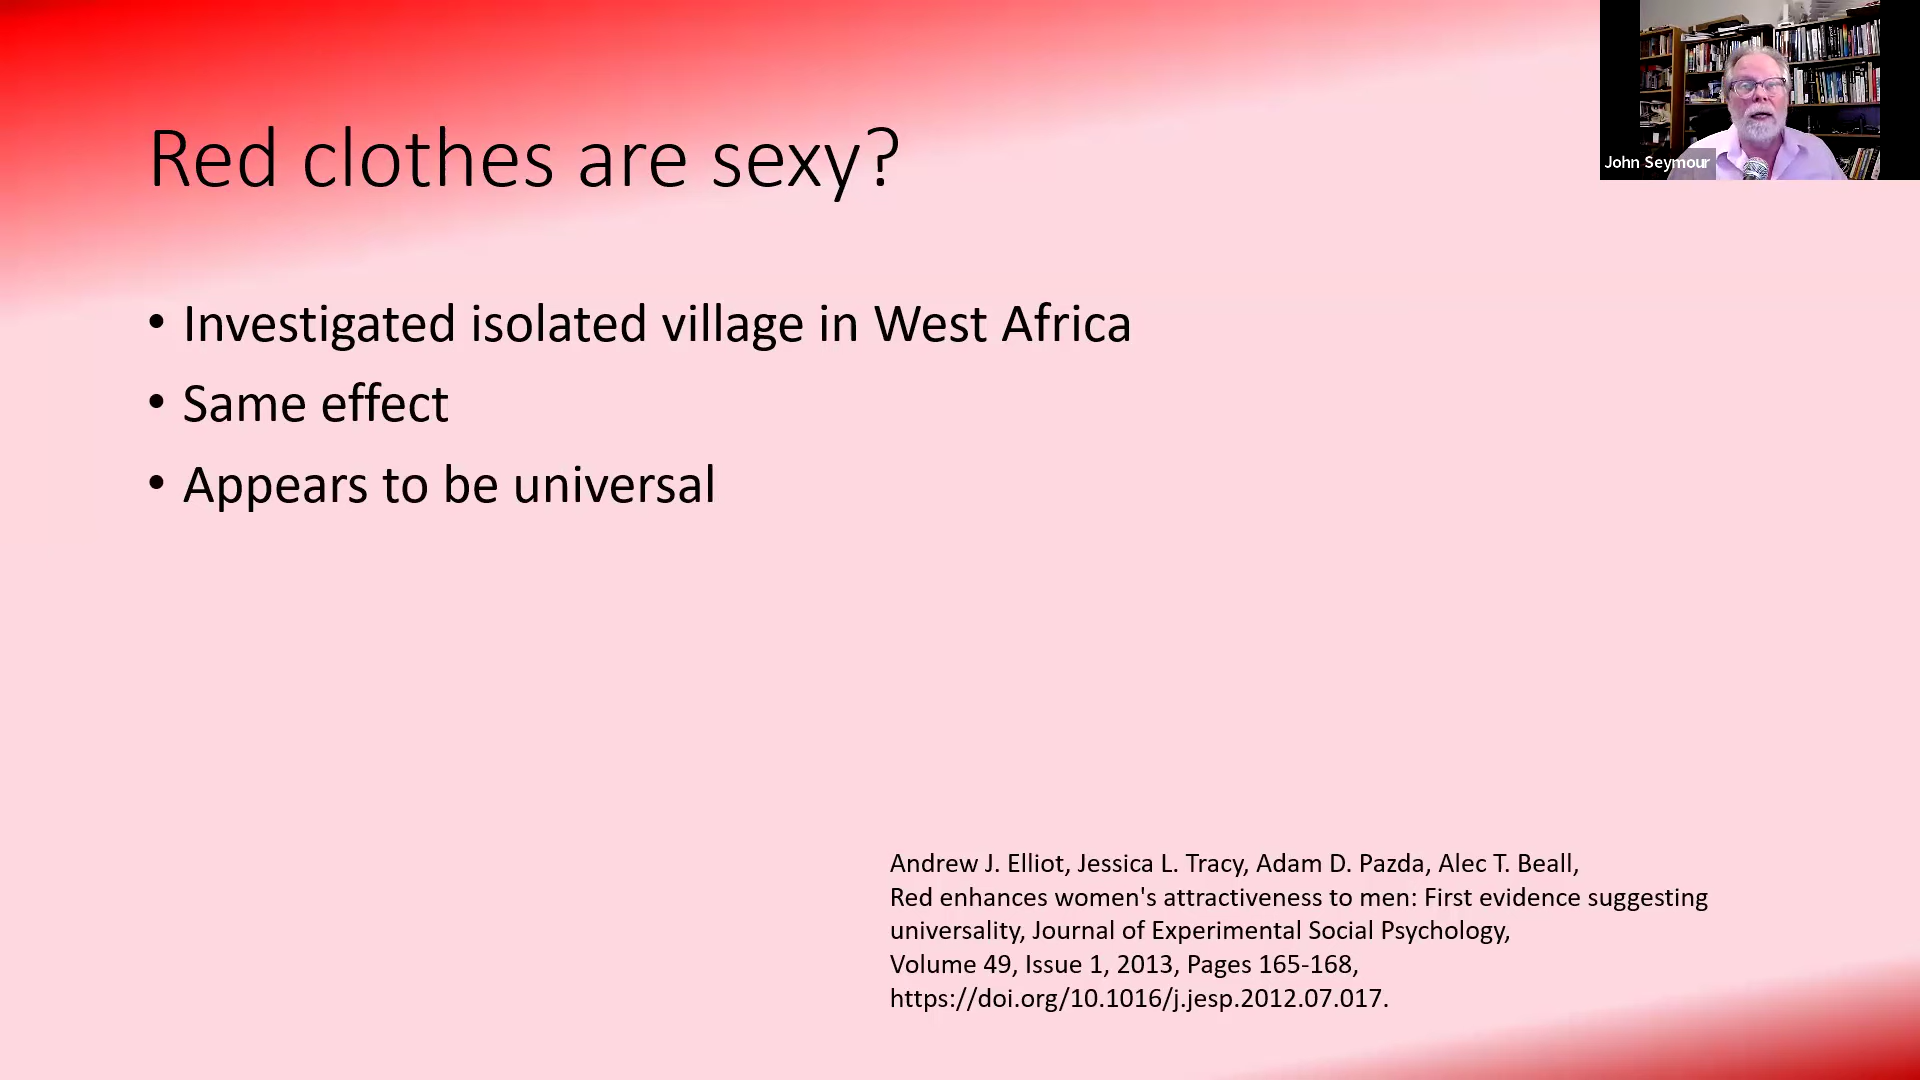 Red clothes are sexy?
• Investigated isolated village in West Africa
• Same effect
• Appears to be universal
Andrew J. Elliot, Jessica L. Tracy, Adam D. Pazda, Alec T. Beall,
Red enhances women's attractiveness to men: First evidence suggesting
universality, Journal of Experimental Social Psychology,
Volume 49, Issue 1, 2013, Pages 165-168,
https://doi.org/10.1016/j.jesp.2012.07.017.
John Seymour